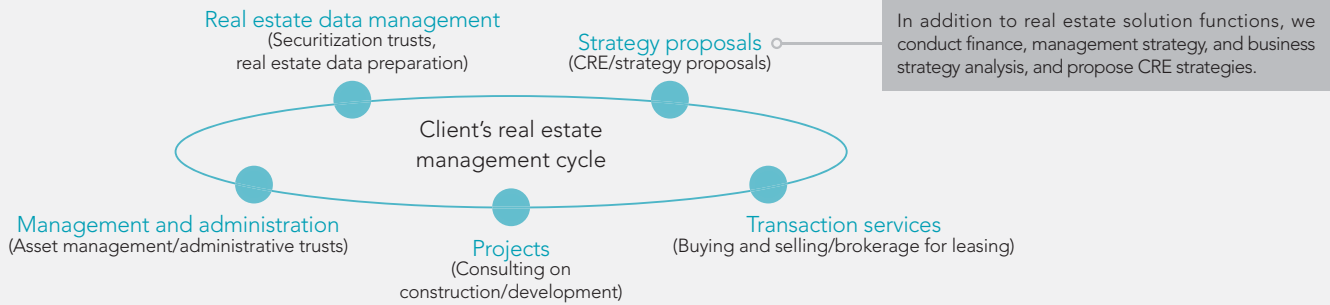 Real estate data management
(Securitization trusts,
real estate data preparation)
Strategy proposals
(CRE/strategy proposals)
In addition to real estate solution functions, we
conduct finance, management strategy, and business
strategy analysis, and propose CRE strategies.
Client's real estate
management cycle
Management and administration
(Asset management/administrative trusts)
Projects
(Consulting on
construction/development)
Transaction services
(Buying and selling/brokerage for leasing)